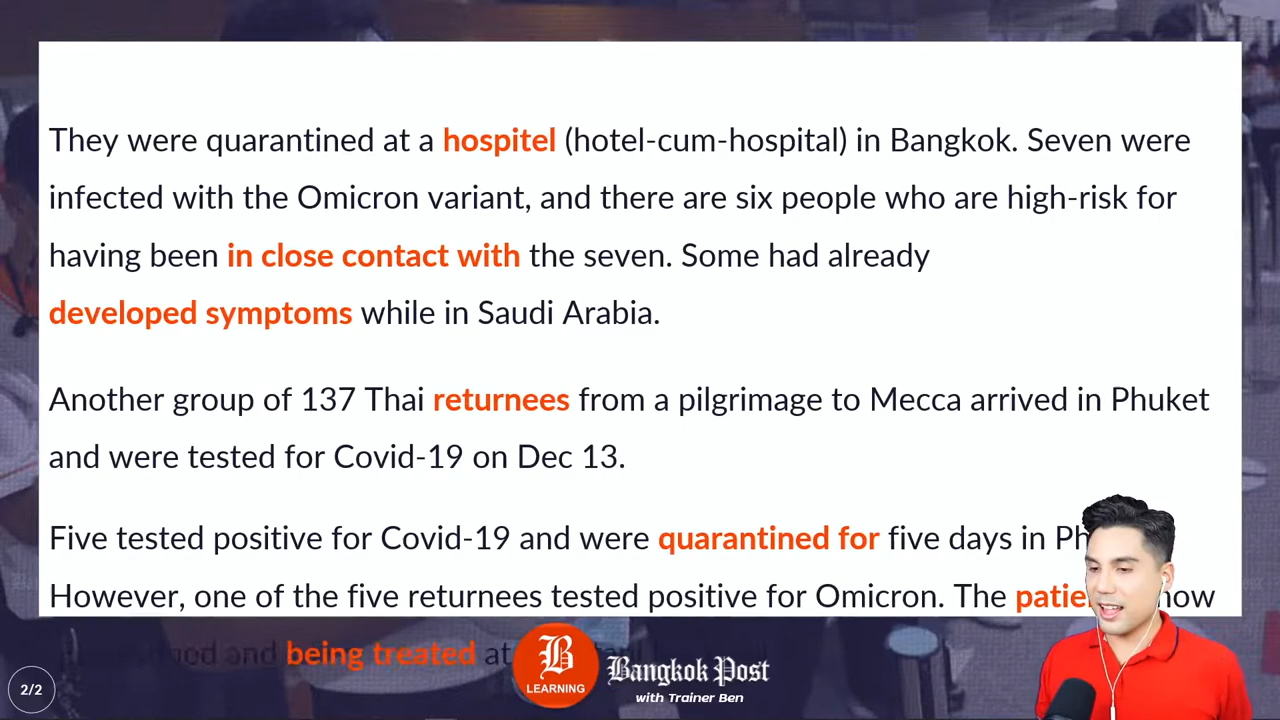 They were quarantined at a hospitel (hotel-cum-hospital) in Bangkok. Seven were
infected with the Omicron variant, and there are six people who are high-risk for
having been in close contact with the seven. Some had already
developed symptoms while in Saudi Arabia.
Another group of 137 Thai returnees from a pilgrimage to Mecca arrived in Phuket
and were tested for Covid-19 on Dec 13.
Five tested positive for Covid-19 and were quarantined for five days in
However, one of the five returnees tested positive for Omicron. The now
and being treated at
B
LEARNING
Bangkok Post
with Trainer Ben
2/2